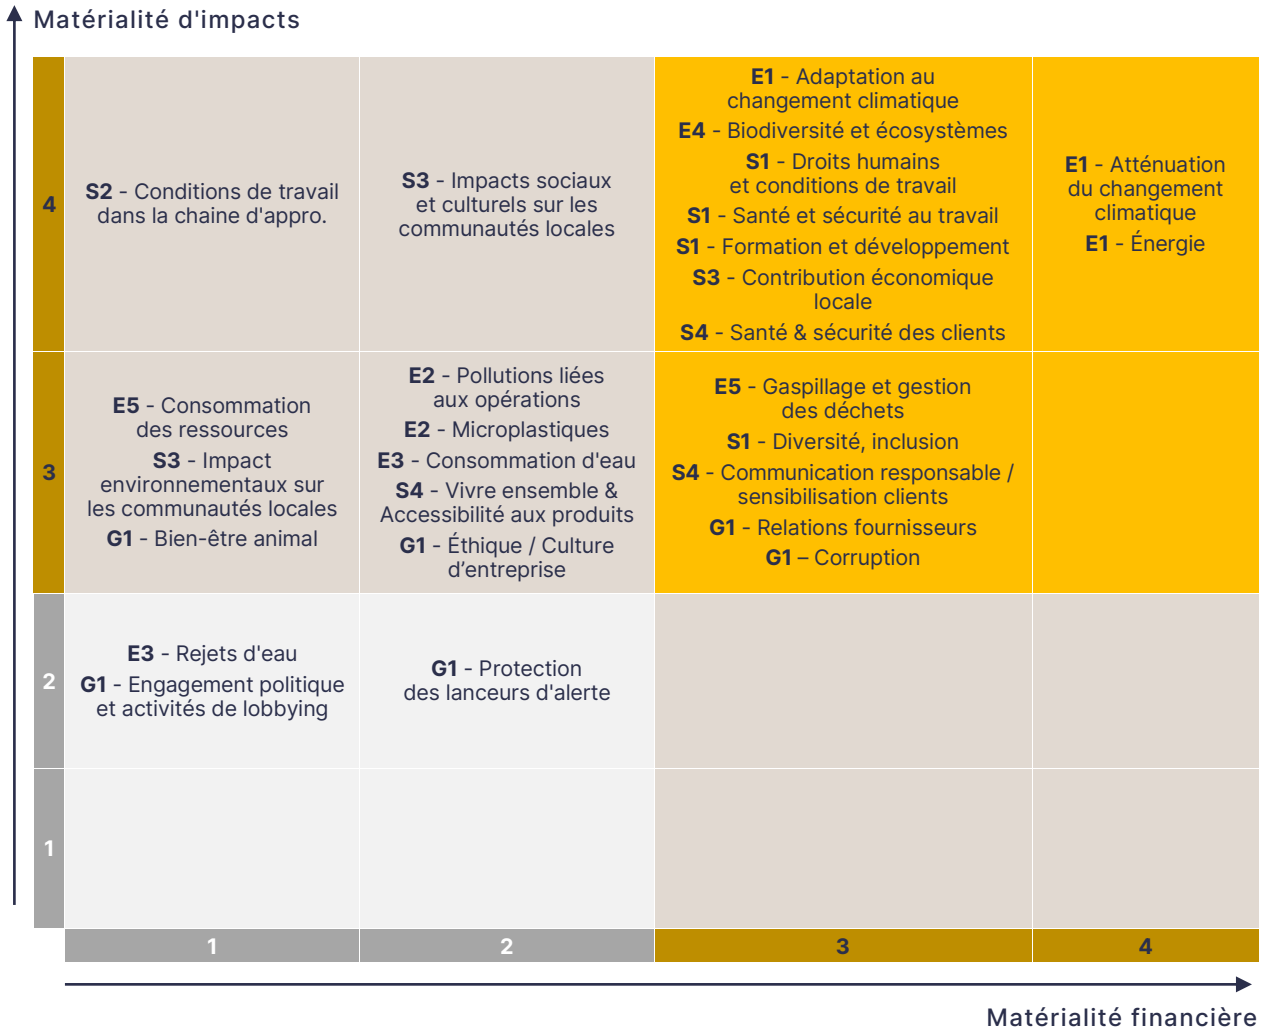 Matérialité d'impacts
4
S2 - Conditions de travail
dans la chaine d'appro.
S3 - Impacts sociaux
et culturels sur les
communautés locales
E1 - Adaptation au
changement climatique
E4 - Biodiversité et écosystèmes
S1 - Droits humains
et conditions de travail
S1 - Santé et sécurité au travail
S1 - Formation et développement
S3 - Contribution économique
locale
S4 - Santé & sécurité des clients
E1 - Atténuation
du changement
climatique
E1 - Énergie
3
E5 - Consommation
des ressources
S3 - Impact
environnementaux sur
les communautés locales
G1 - Bien-être animal
E2 - Pollutions liées
aux opérations
E2 - Microplastiques
E3 - Consommation d'eau
S4 - Vivre ensemble &
Accessibilité aux produits
G1 - Éthique / Culture
d’entreprise
E5 - Gaspillage et gestion
des déchets
S1 - Diversité, inclusion
S4 - Communication responsable /
sensibilisation clients
G1 - Relations fournisseurs
G1 – Corruption
2
E3 - Rejets d'eau
G1 - Engagement politique
et activités de lobbying
G1 - Protection
des lanceurs d'alerte
1
1
2
3
4
Matérialité financière